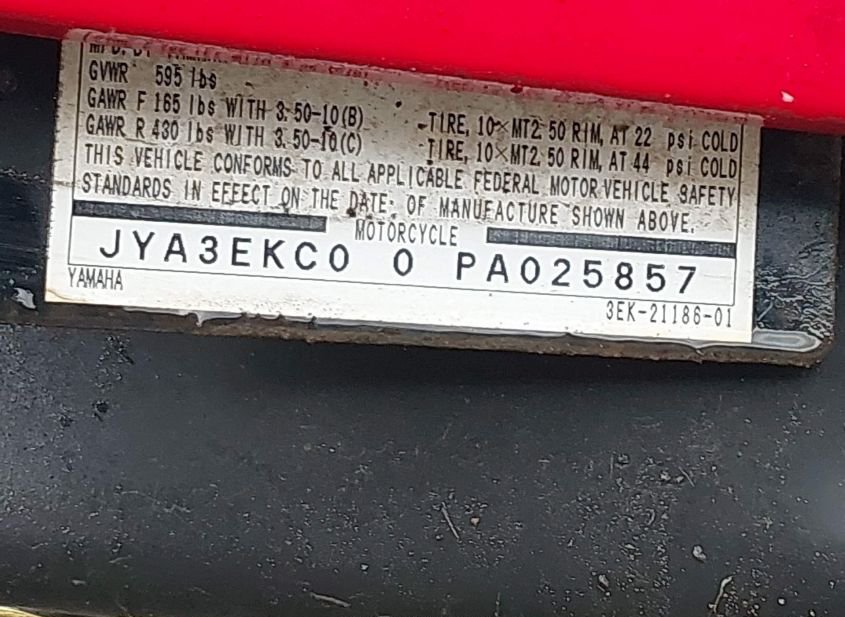 GVWR 595 lbs
GAWR F 165 lbs WITH 3.50-10(B) -TIRE, 10×MT2.50 RIM, AT 22 psi COLD
GAWR R 430 lbs WITH 3.50-10(C) -TIRE, 10×MT2.50 RIM, AT 44 psi COLD
THIS VEHICLE CONFORMS TO ALL APPLICABLE FEDERAL MOTOR VEHICLE SAFETY
STANDARDS IN EFFECT ON THE DATE OF MANUFACTURE SHOWN ABOVE.
MOTORCYCLE
JYA3EKC0 0 PA025857
YAMAHA 3EK-21186-01